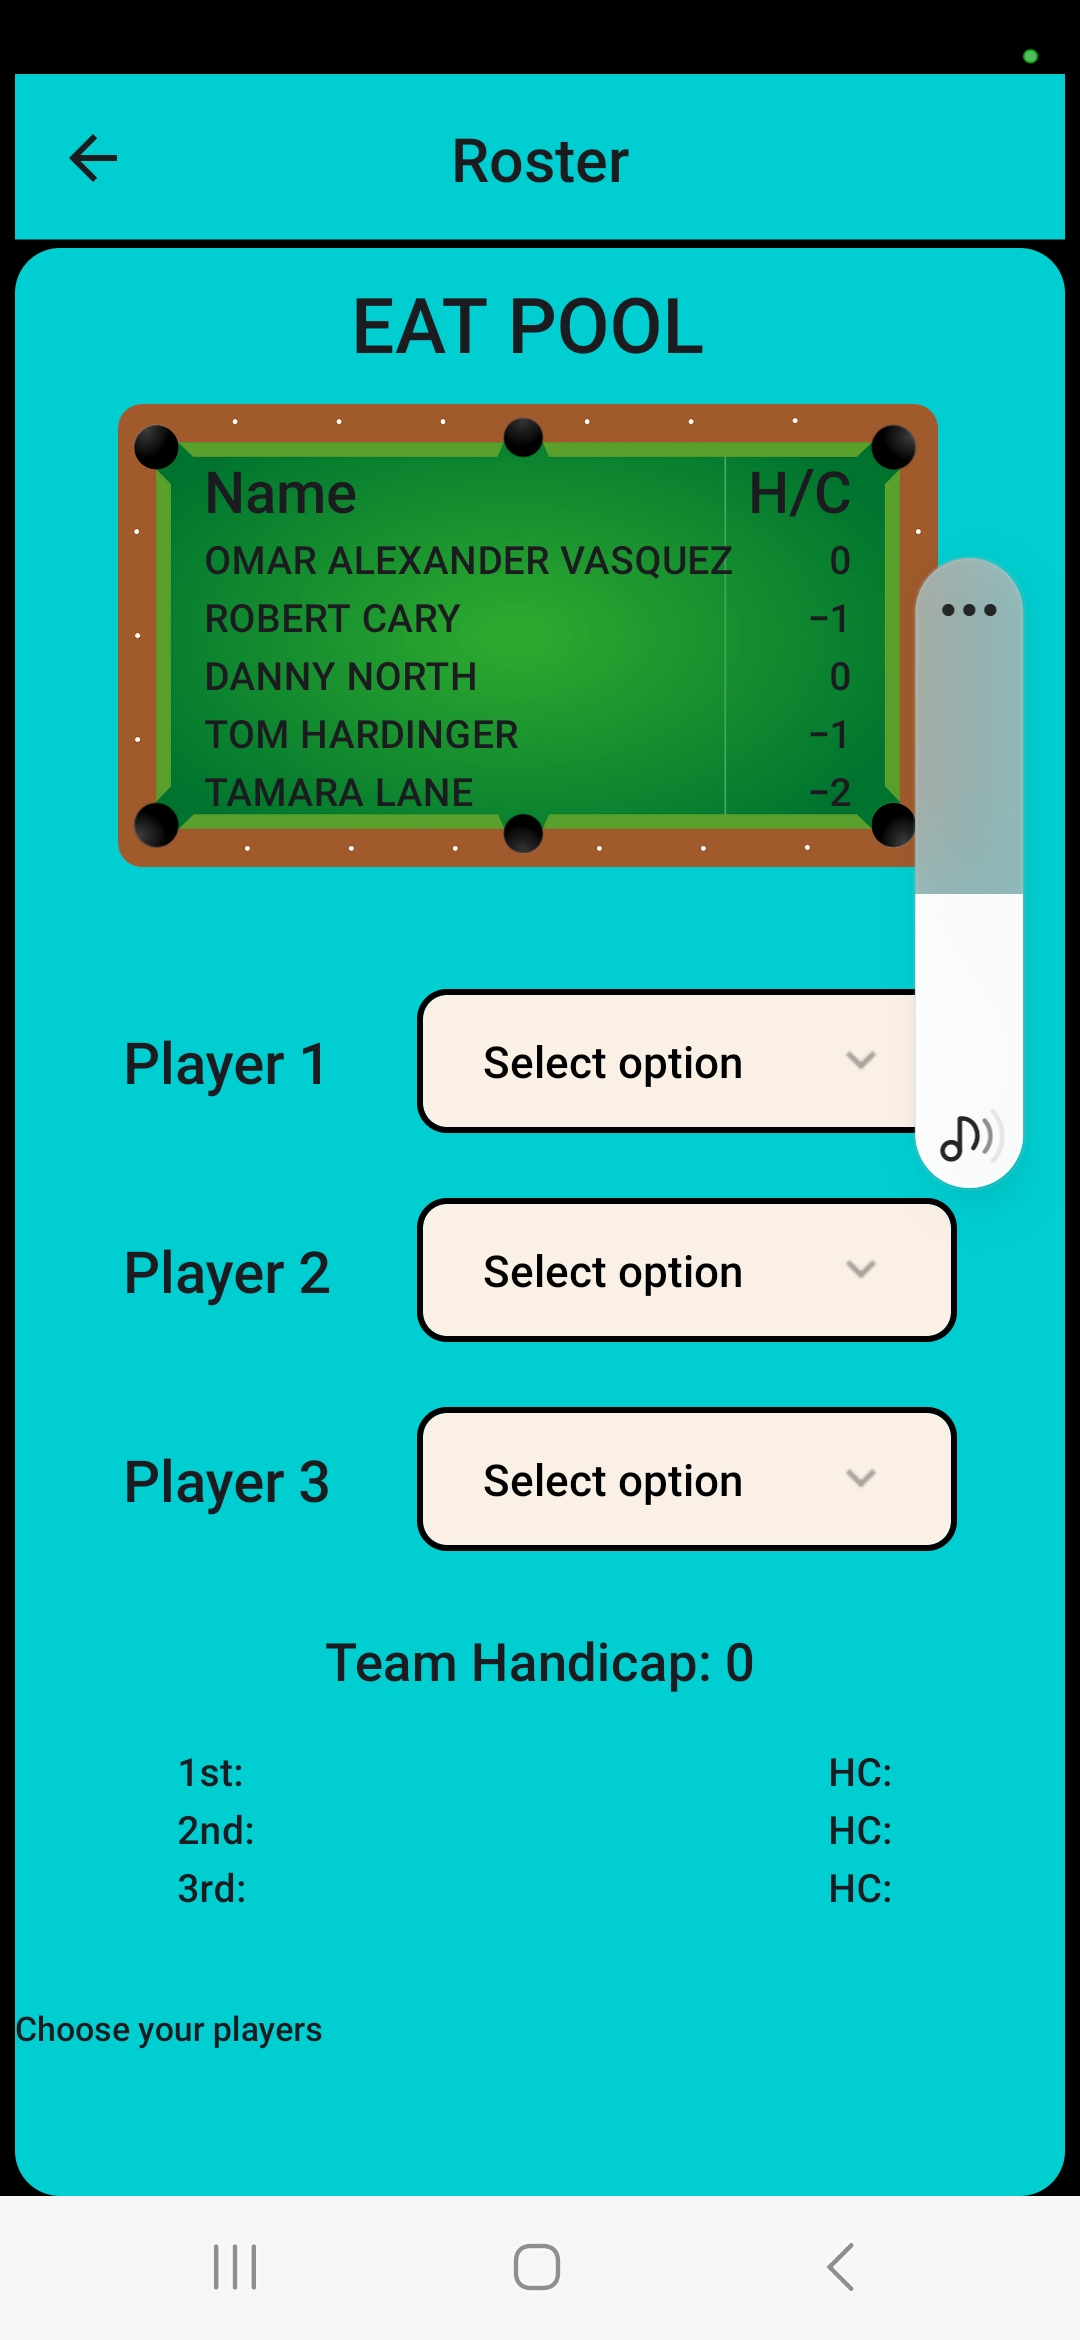 Roster
EAT POOL
Name H/C
OMAR ALEXANDER VASQUEZ 0
ROBERT CARY −1
DANNY NORTH 0
TOM HARDINGER −1
TAMARA LANE −2
Player 1 Select option
Player 2 Select option
Player 3 Select option
Team Handicap: 0
1st: HC:
2nd: HC:
3rd: HC:
Choose your players